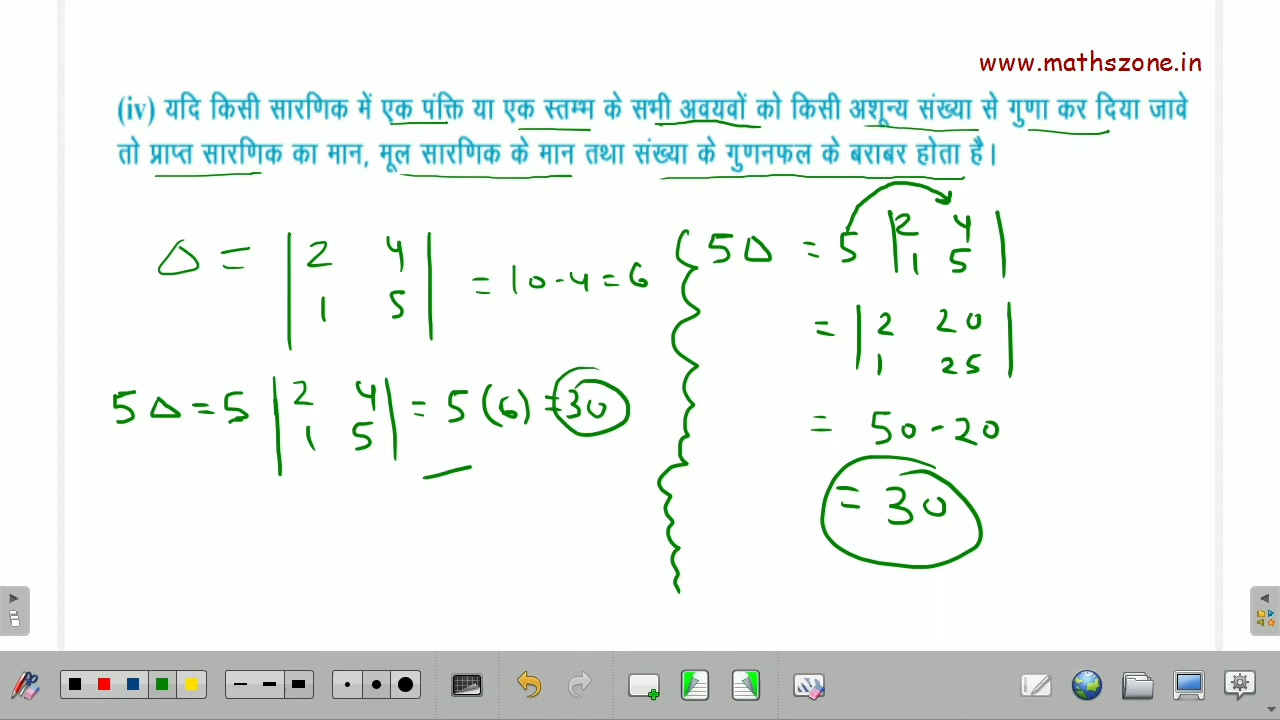 www.mathszone.in
(iv) यदि किसी सारणिक में एक पंक्ति या एक स्तम्भ के सभी अवयवों को किसी अशून्य संख्या से गुणा कर दिया जावे
तो प्राप्त सारणिक का मान, मूल सारणिक के मान तथा संख्या के गुणनफल के बराबर होता है।
Δ = | 2 4 |
| 1 5 | = 10 - 4 = 6
5Δ = 5 | 2 4 |
| 1 5 | = 5 (6) = 30
5Δ = 5 | 2 4 |
| 1 5 |
= | 2 20 |
| 1 25 |
= 50 - 20
= 30